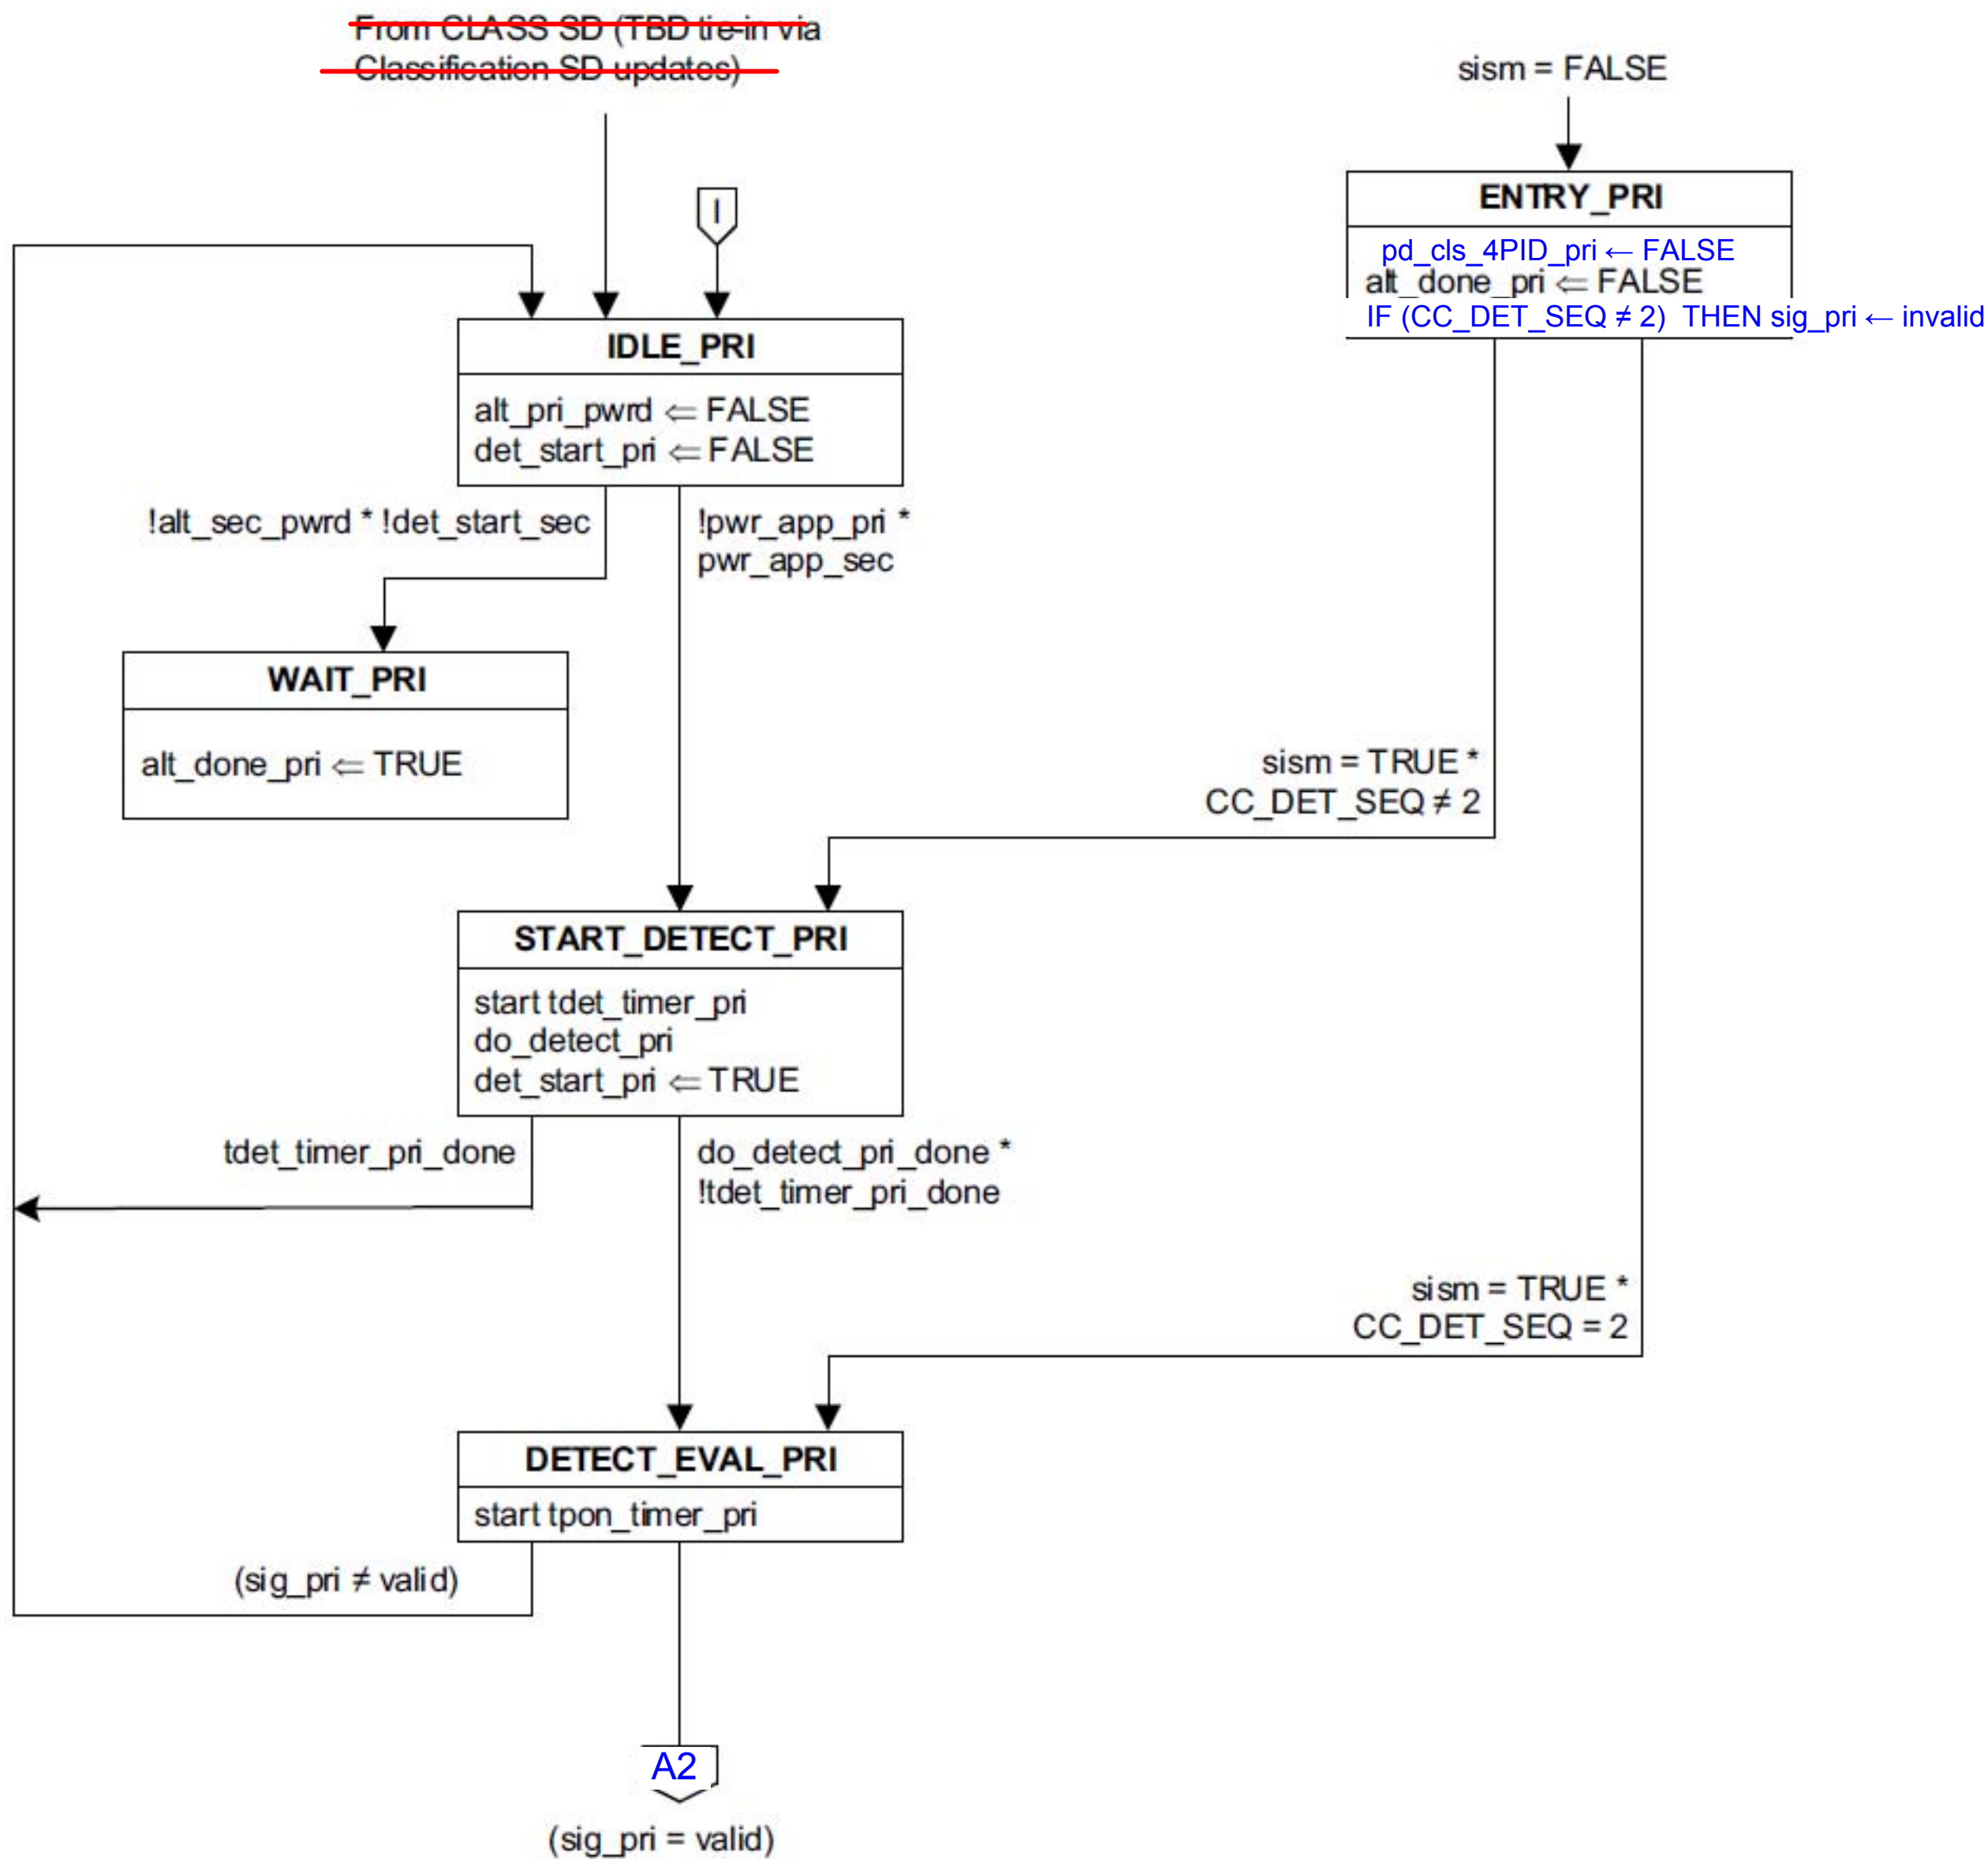 From CLASS SD (TBD tie-in via
Classification SD updates)
sism = FALSE
I
ENTRY_PRI
pd_cls_4PID_pri ← FALSE
alt_done_pri ⇐ FALSE
IF (CC_DET_SEQ ≠ 2) THEN sig_pri ← invalid
IDLE_PRI
alt_pri_pwrd ⇐ FALSE
det_start_pri ⇐ FALSE
!alt_sec_pwrd * !det_start_sec
!pwr_app_pri *
pwr_app_sec
WAIT_PRI
alt_done_pri ⇐ TRUE
sism = TRUE *
CC_DET_SEQ ≠ 2
START_DETECT_PRI
start tdet_timer_pri
do_detect_pri
det_start_pri ⇐ TRUE
tdet_timer_pri_done
do_detect_pri_done *
!tdet_timer_pri_done
sism = TRUE *
CC_DET_SEQ = 2
DETECT_EVAL_PRI
start tpon_timer_pri
(sig_pri ≠ valid)
A2
(sig_pri = valid)